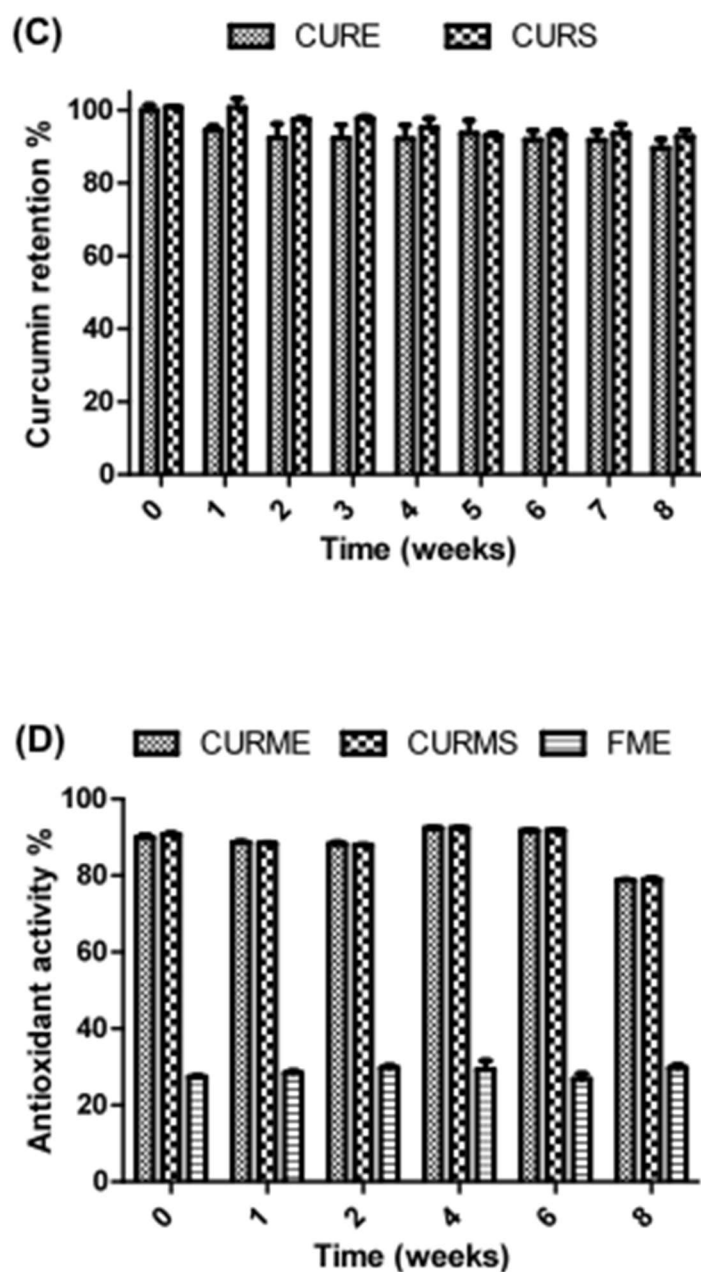 (C) CURE CURS
Curcumin retention %
100
80
60
40
20
0
0 1 2 3 4 5 6 7 8
Time (weeks)
(D) CURME CURMS FME
Antioxidant activity %
100
80
60
40
20
0
0 1 2 4 6 8
Time (weeks)